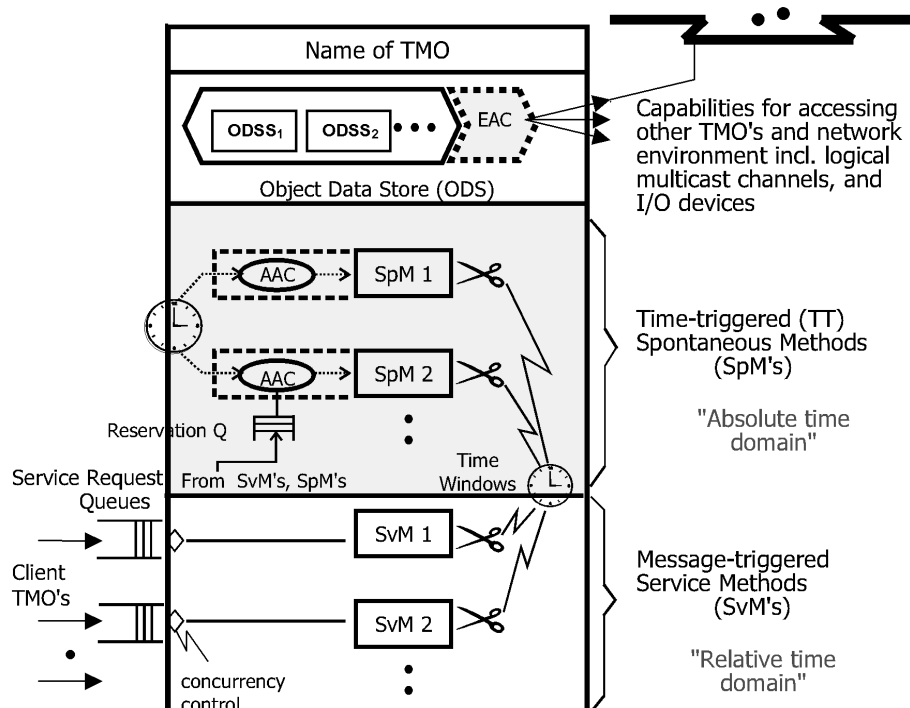 Name of TMO
ODSS1
ODSS2
EAC
Object Data Store (ODS)
Capabilities for accessing
other TMO's and network
environment incl. logical
multicast channels, and
I/O devices
AAC
SpM 1
AAC
SpM 2
Reservation Q
From SvM's, SpM's
Time
Windows
Time-triggered (TT)
Spontaneous Methods
(SpM's)
"Absolute time
domain"
Service Request
Queues
SvM 1
Client
TMO's
SvM 2
concurrency
control
Message-triggered
Service Methods
(SvM's)
"Relative time
domain"